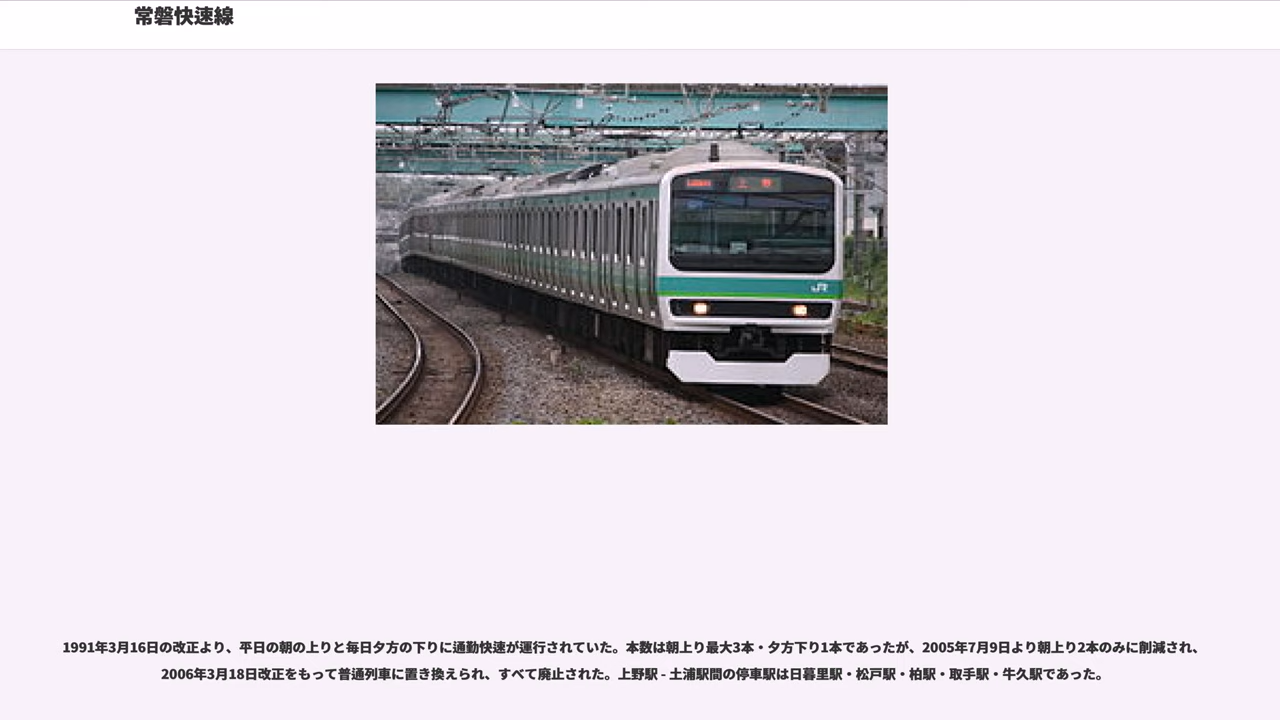 常磐快速線
上野
JR
1991年3月16日の改正より、平日の朝の上りと毎日夕方の下りに通勤快速が運行されていた。本数は朝上り最大3本・夕方下り1本であったが、2005年7月9日より朝上り2本のみに削減され、
2006年3月18日改正をもって普通列車に置き換えられ、すべて廃止された。上野駅 - 土浦駅間の停車駅は日暮里駅・松戸駅・柏駅・取手駅・牛久駅であった。